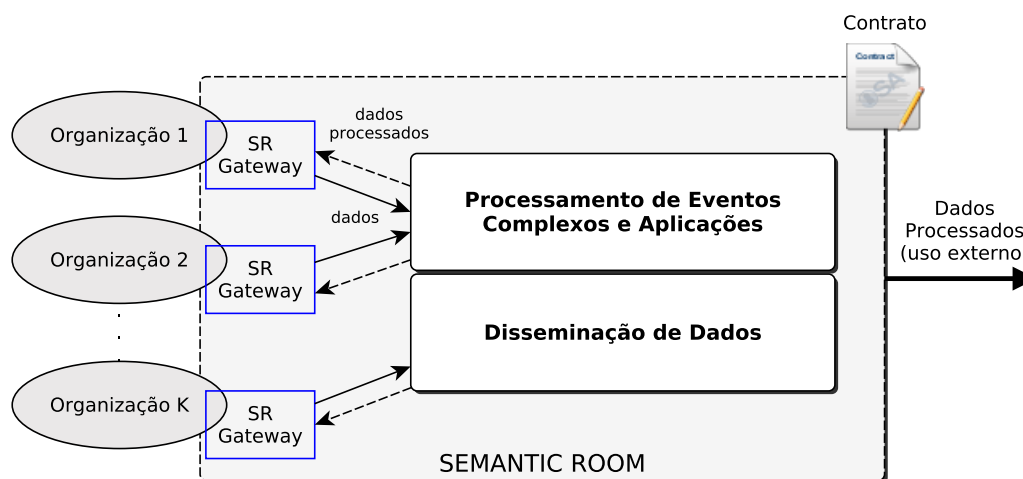 Contrato
Contract
Organização 1
SR
Gateway
dados
processados
dados
Processamento de Eventos
Complexos e Aplicações
Dados
Processados
(uso externo
Organização 2
SR
Gateway
Disseminação de Dados
Organização K
SR
Gateway
SEMANTIC ROOM